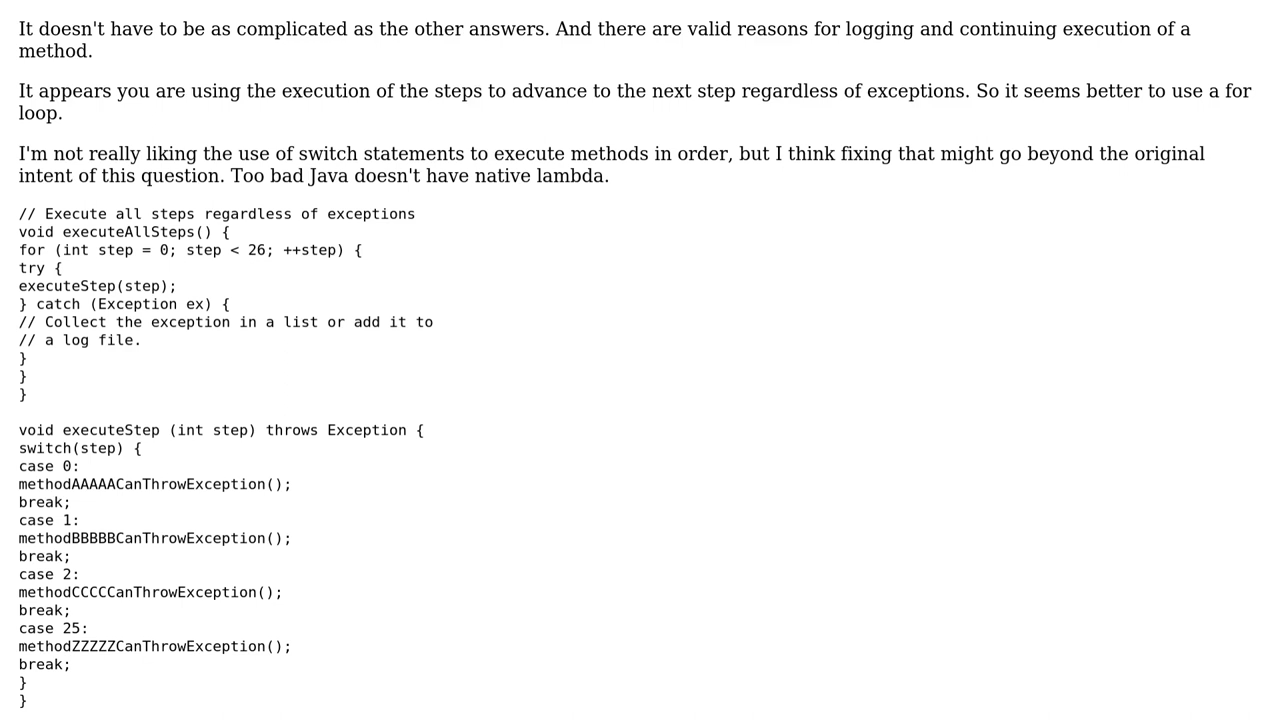 It doesn't have to be as complicated as the other answers. And there are valid reasons for logging and continuing execution of a
method.
It appears you are using the execution of the steps to advance to the next step regardless of exceptions. So it seems better to use a for
loop.
I'm not really liking the use of switch statements to execute methods in order, but I think fixing that might go beyond the original
intent of this question. Too bad Java doesn't have native lambda.
// Execute all steps regardless of exceptions
void executeAllSteps() {
for (int step = 0; step < 26; ++step) {
try {
executeStep(step);
} catch (Exception ex) {
// Collect the exception in a list or add it to
// a log file.
}
}
}
void executeStep (int step) throws Exception {
switch(step) {
case 0:
methodAAAAACanThrowException();
break;
case 1:
methodBBBBBCanThrowException();
break;
case 2:
methodCCCCCanThrowException();
break;
case 25:
methodZZZZZCanThrowException();
break;
}
}